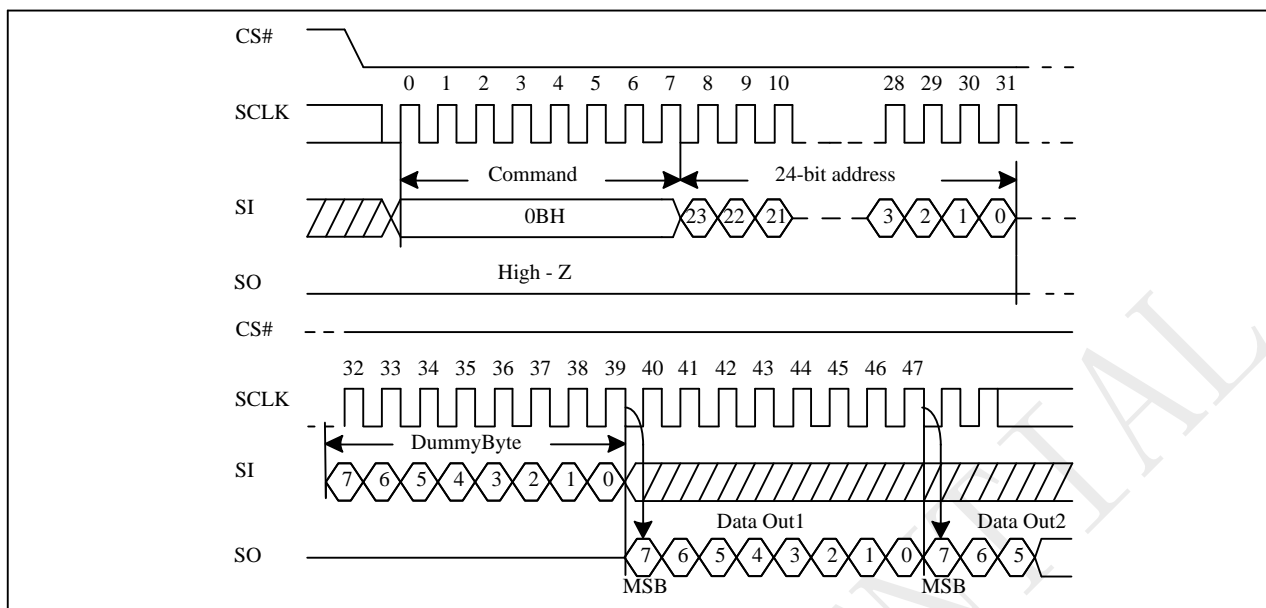 CS#
0 1 2 3 4 5 6 7 8 9 10 28 29 30 31
SCLK
Command 24-bit address
SI 0BH 23 22 21 3 2 1 0
High - Z
SO
CS#
32 33 34 35 36 37 38 39 40 41 42 43 44 45 46 47
SCLK
DummyByte
SI 7 6 5 4 3 2 1 0
Data Out1 Data Out2
SO 7 6 5 4 3 2 1 0 7 6 5
MSB MSB
NTIAL